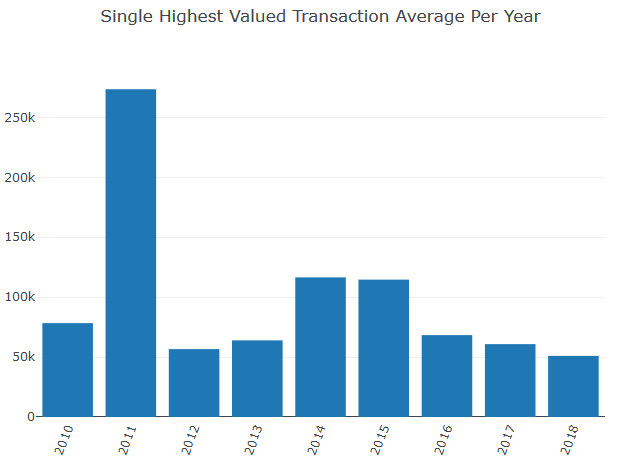 Single Highest Valued Transaction Average Per Year
250k
200k
150k
100k
50k
0
2010
2011
2012
2013
2014
2015
2016
2017
2018